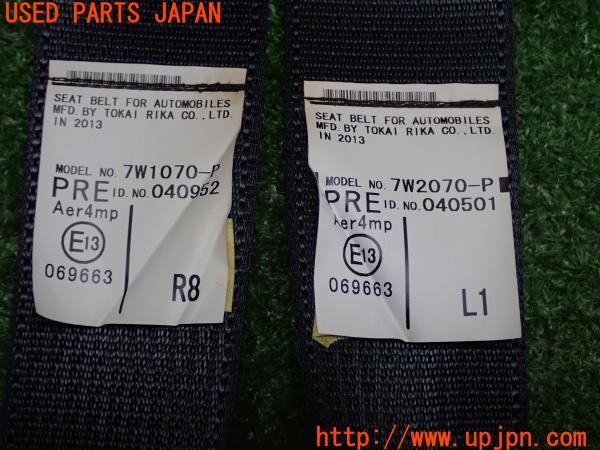 USED PARTS JAPAN
SEAT BELT FOR AUTOMOBILES
MFD.BY TOKAI RIKA CO.,LTD.
IN 2013
MODEL NO. 7W1070-P
PRE ID.NO.040952
Aer4mp
E13
069663
R8
SEAT BELT FOR AUTOMOBILES
MFD.BY TOKAI RIKA CO.,LTD.
IN 2013
MODEL NO. 7W2070-P
PRE ID.NO.040501
Aer4mp
E13
069663
L1
http://www.upjpn.com/